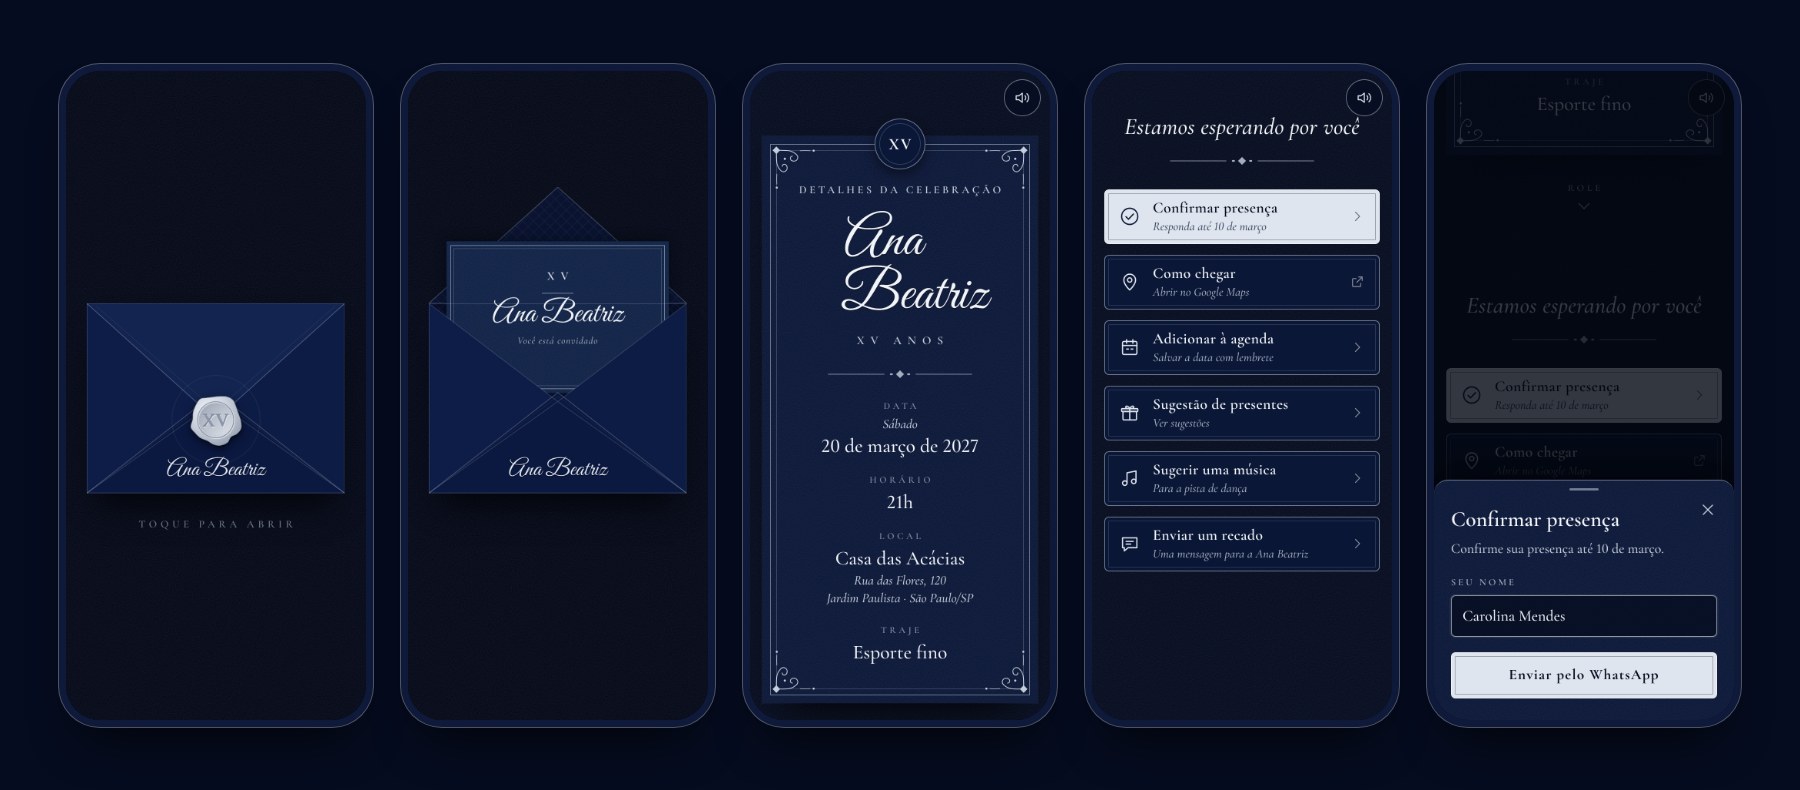 XV
Ana Beatriz
TOQUE PARA ABRIR
XV
Ana Beatriz
Você está convidado
Ana Beatriz
XV
DETALHES DA CELEBRAÇÃO
Ana
Beatriz
XV ANOS
DATA
Sábado
20 de março de 2027
HORÁRIO
21h
LOCAL
Casa das Acácias
Rua das Flores, 120
Jardim Paulista · São Paulo/SP
TRAJE
Esporte fino
Estamos esperando por você
Confirmar presença
Responda até 10 de março
Como chegar
Abrir no Google Maps
Adicionar à agenda
Salvar a data com lembrete
Sugestão de presentes
Ver sugestões
Sugerir uma música
Para a pista de dança
Enviar um recado
Uma mensagem para a Ana Beatriz
TRAJE
Esporte fino
ROLE
Estamos esperando por você
Confirmar presença
Responda até 10 de março
Como chegar
Abrir no Google Maps
Confirmar presença
Confirme sua presença até 10 de março.
SEU NOME
Carolina Mendes
Enviar pelo WhatsApp